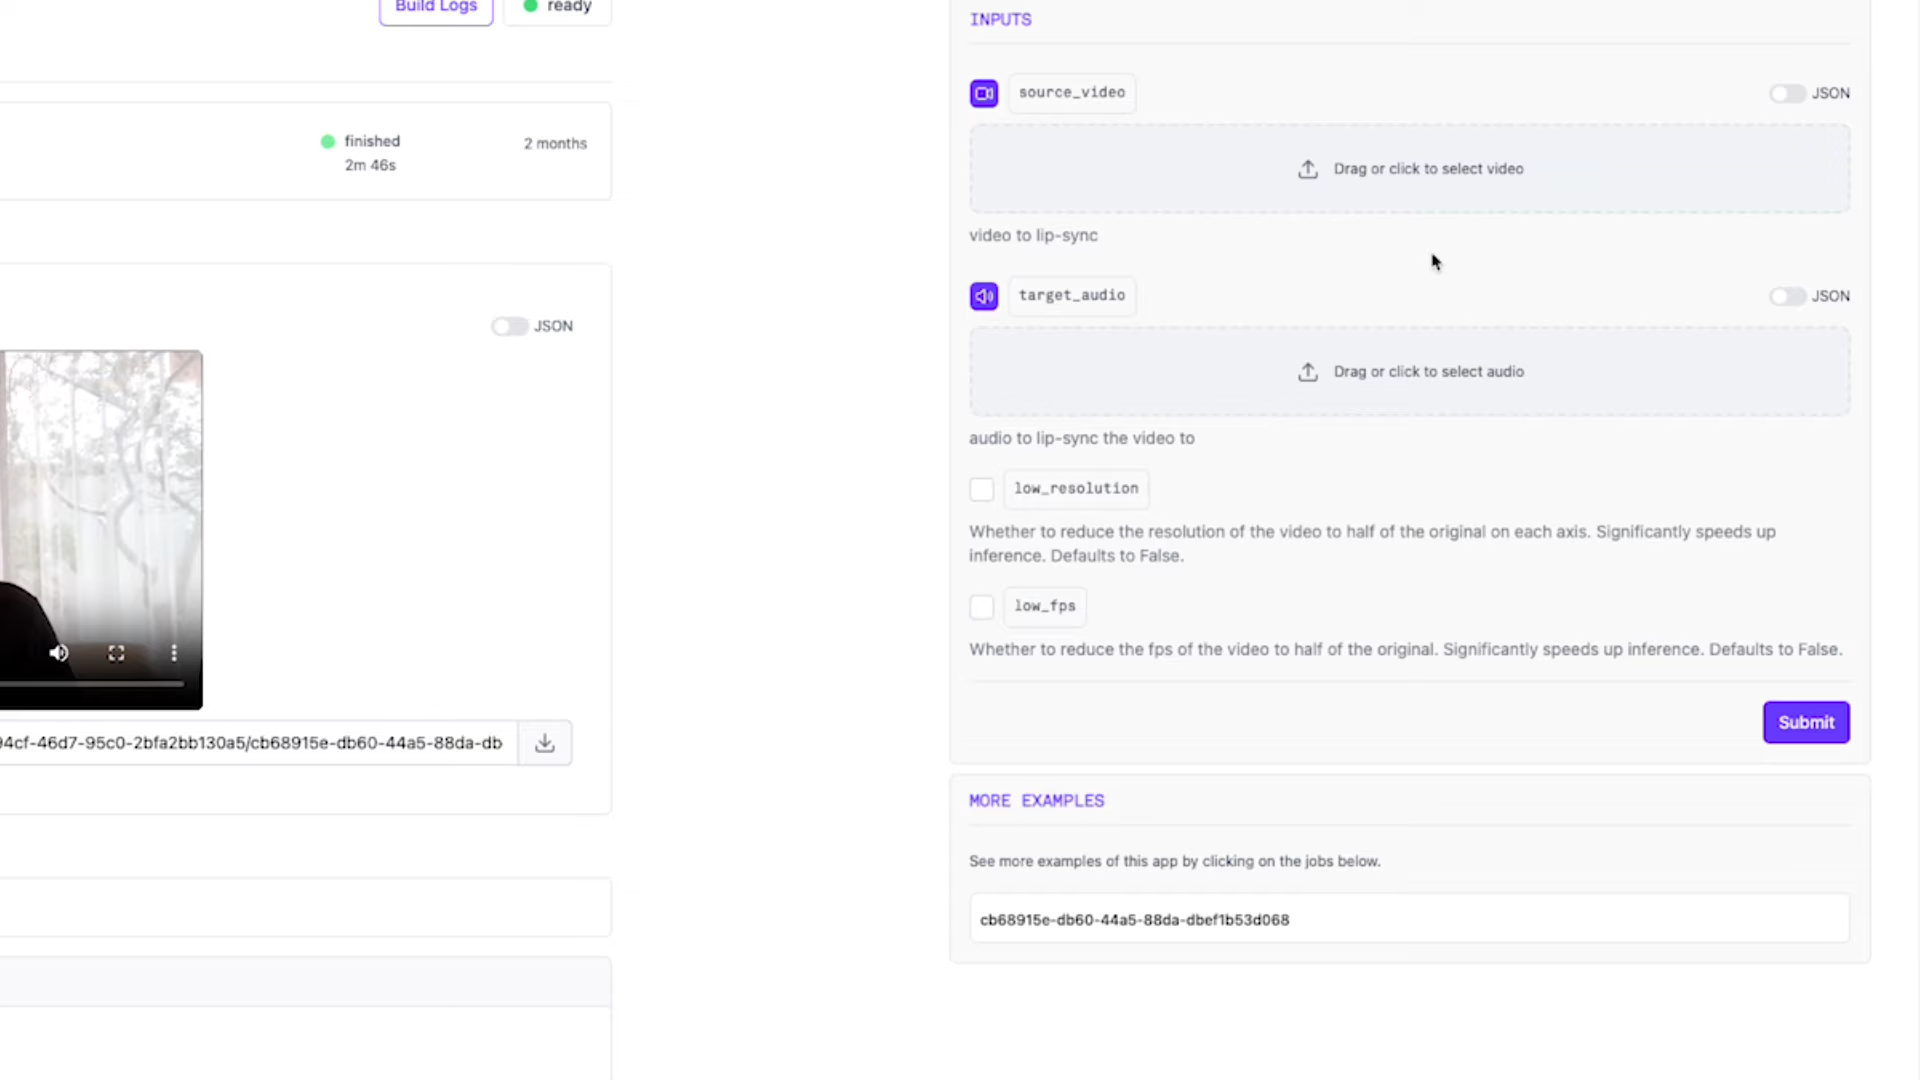 Build Logs
ready
finished
2 months
2m 46s
JSON
94cf-46d7-95c0-2bfa2bb130a5/cb68915e-db60-44a5-88da-db
INPUTS
source_video
JSON
Drag or click to select video
video to lip-sync
target_audio
JSON
Drag or click to select audio
audio to lip-sync the video to
low_resolution
Whether to reduce the resolution of the video to half of the original on each axis. Significantly speeds up
inference. Defaults to False.
low_fps
Whether to reduce the fps of the video to half of the original. Significantly speeds up inference. Defaults to False.
Submit
MORE EXAMPLES
See more examples of this app by clicking on the jobs below.
cb68915e-db60-44a5-88da-dbef1b53d068